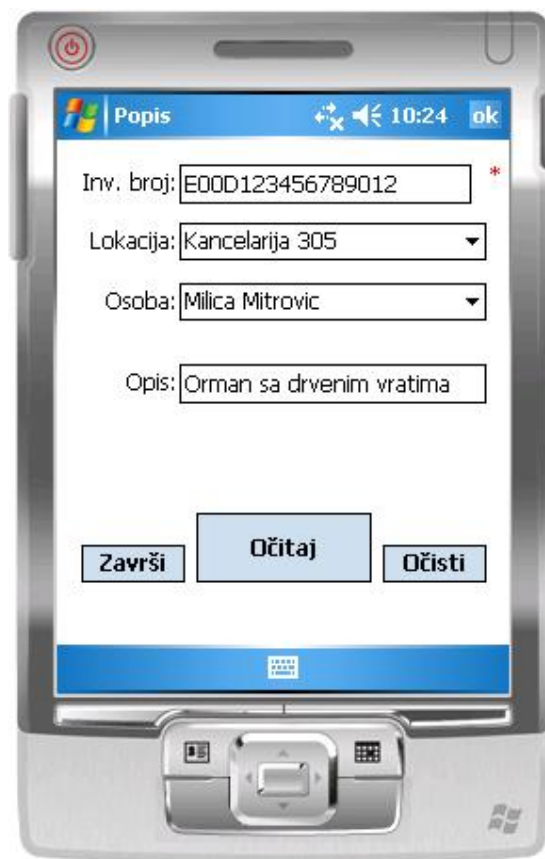 Popis 10:24 ok
Inv. broj: E00D123456789012 *
Lokacija: Kancelarija 305
Osoba: Milica Mitrovic
Opis: Orman sa drvenim vratima
Završi Očitaj Očisti